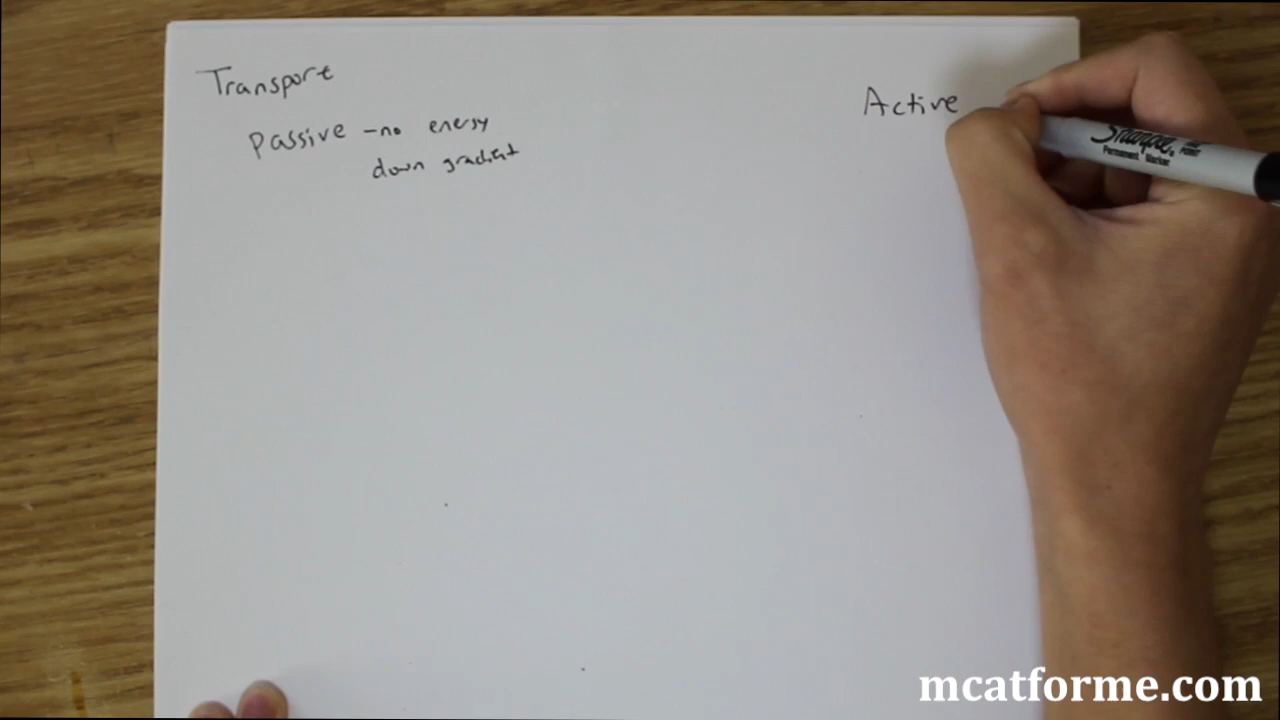 Transport
Passive - no energy
down gradient
Active
Sharpie
Permanent Marker
mcatforme.com